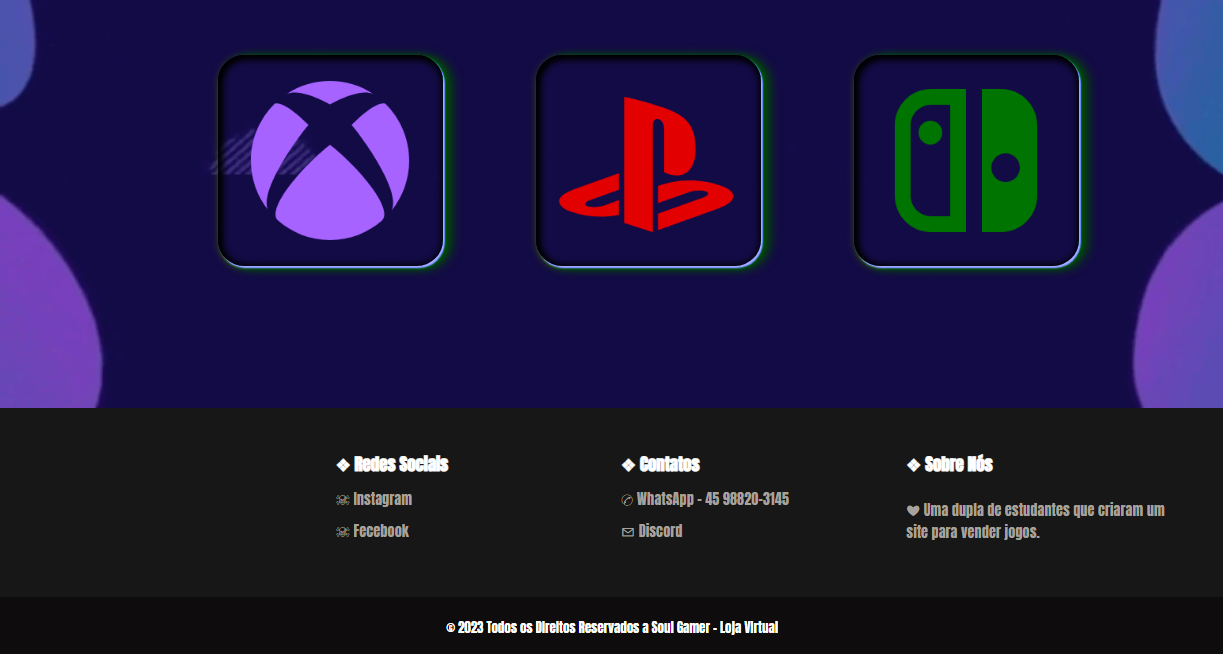 ❖ Redes Sociais
☠ Instagram
☠ Fecebook
❖ Contatos
✆ WhatsApp - 45 98820-3145
🖂 Discord
❖ Sobre Nós
❤ Uma dupla de estudantes que criaram um
site para vender jogos.
© 2023 Todos os Direitos Reservados a Soul Gamer - Loja Virtual